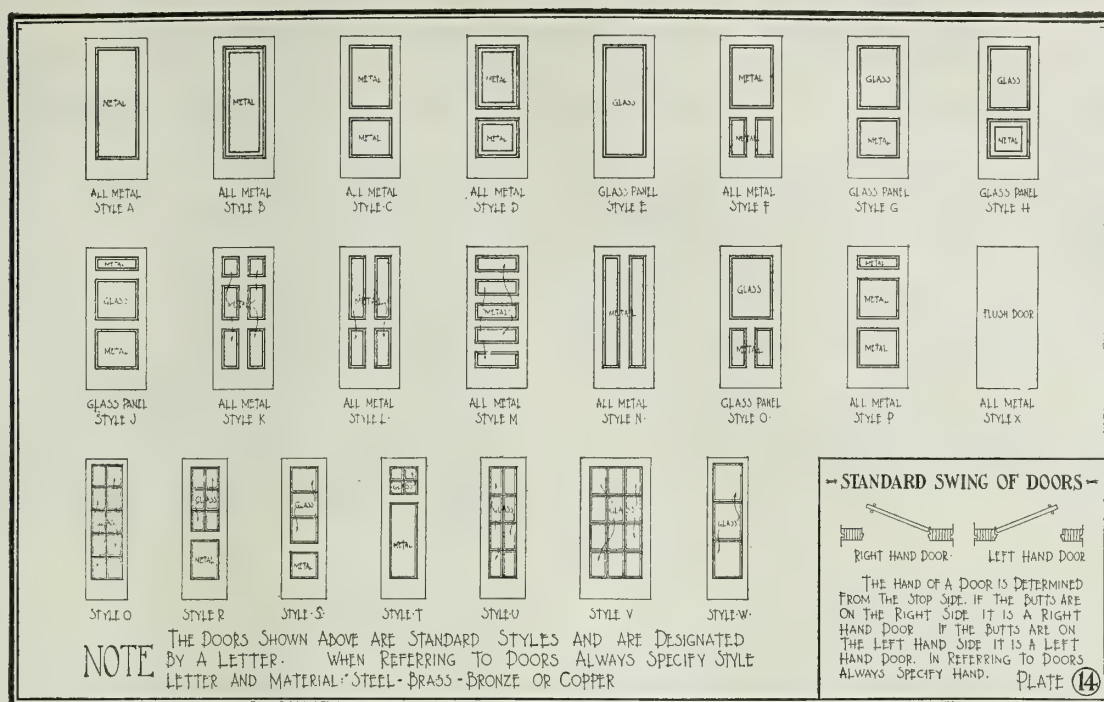 METAL
METAL
METAL
METAL
GLASS
METAL
GLASS
GLASS
METAL
METAL
METAL
METAL
METAL
ALL METAL
STYLE A
ALL METAL
STYLE B
ALL METAL
STYLE·C
ALL METAL
STYLE D
GLASS PANEL
STYLE E
ALL METAL
STYLE F
GLASS PANEL
STYLE G
GLASS PANEL
STYLE H
METAL
GLASS
METAL
METAL
METAL
METAL
METAL
GLASS
METAL
METAL
METAL
METAL
FLUSH DOOR
GLASS PANEL
STYLE J
ALL METAL
STYLE K
ALL METAL
STYLE L·
ALL METAL
STYLE M
ALL METAL
STYLE N·
GLASS PANEL
STYLE O·
ALL METAL
STYLE P
ALL METAL
STYLE X
GLASS
GLASS
METAL
GLASS
METAL
GLASS
METAL
GLASS
GLASS
GLASS
STYLE O
STYLE R
STYLE·S·
STYLE·T
STYLE·U
STYLE V
STYLE·W·
NOTE
THE DOORS SHOWN ABOVE ARE STANDARD STYLES AND ARE DESIGNATED
BY A LETTER· WHEN REFERRING TO DOORS ALWAYS SPECIFY STYLE
LETTER AND MATERIAL: STEEL-BRASS-BRONZE OR COPPER
STANDARD SWING OF DOORS
RIGHT HAND DOOR· LEFT HAND DOOR
THE HAND OF A DOOR IS DETERMINED
FROM THE STOP SIDE. IF THE BUTTS ARE
ON THE RIGHT SIDE IT IS A RIGHT
HAND DOOR IF THE BUTTS ARE ON
THE LEFT HAND SIDE IT IS A LEFT
HAND DOOR. IN REFERRING TO DOORS
ALWAYS SPECIFY HAND.
PLATE 14